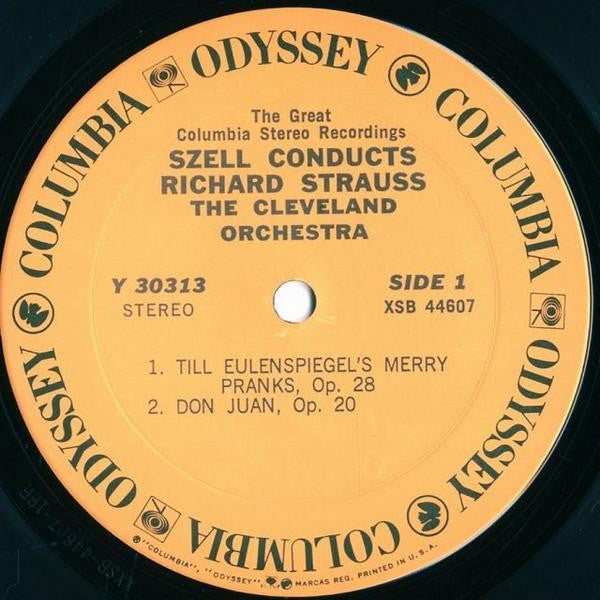 COLUMBIA ODYSSEY COLUMBIA ODYSSEY COLUMBIA ODYSSEY
The Great
Columbia Stereo Recordings
SZELL CONDUCTS
RICHARD STRAUSS
THE CLEVELAND
ORCHESTRA
Y 30313
STEREO
SIDE 1
XSB 44607
1. TILL EULENSPIEGEL'S MERRY
PRANKS, Op. 28
2. DON JUAN, Op. 20
"COLUMBIA", "ODYSSEY", MARCAS REG. PRINTED IN U.S.A.